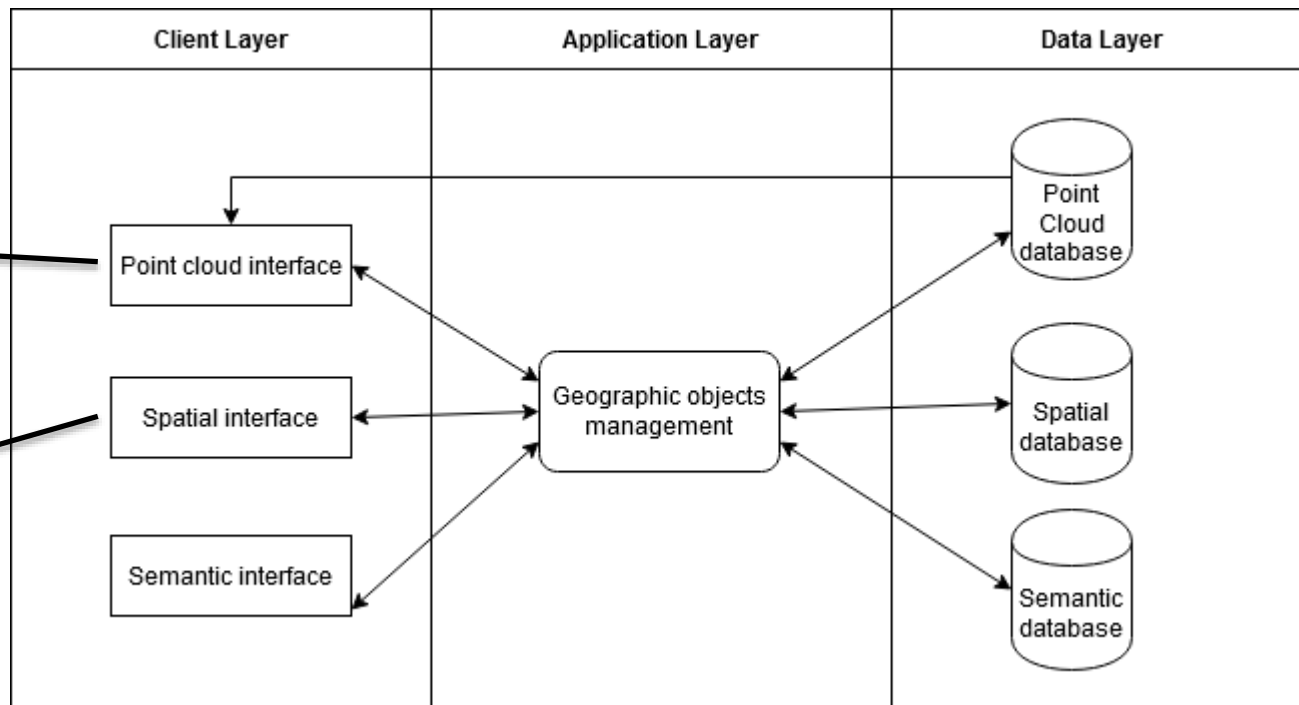 Client Layer
Application Layer
Data Layer
Point
Cloud
database
Point cloud interface
Geographic objects
management
Spatial interface
Spatial
database
Semantic interface
Semantic
database